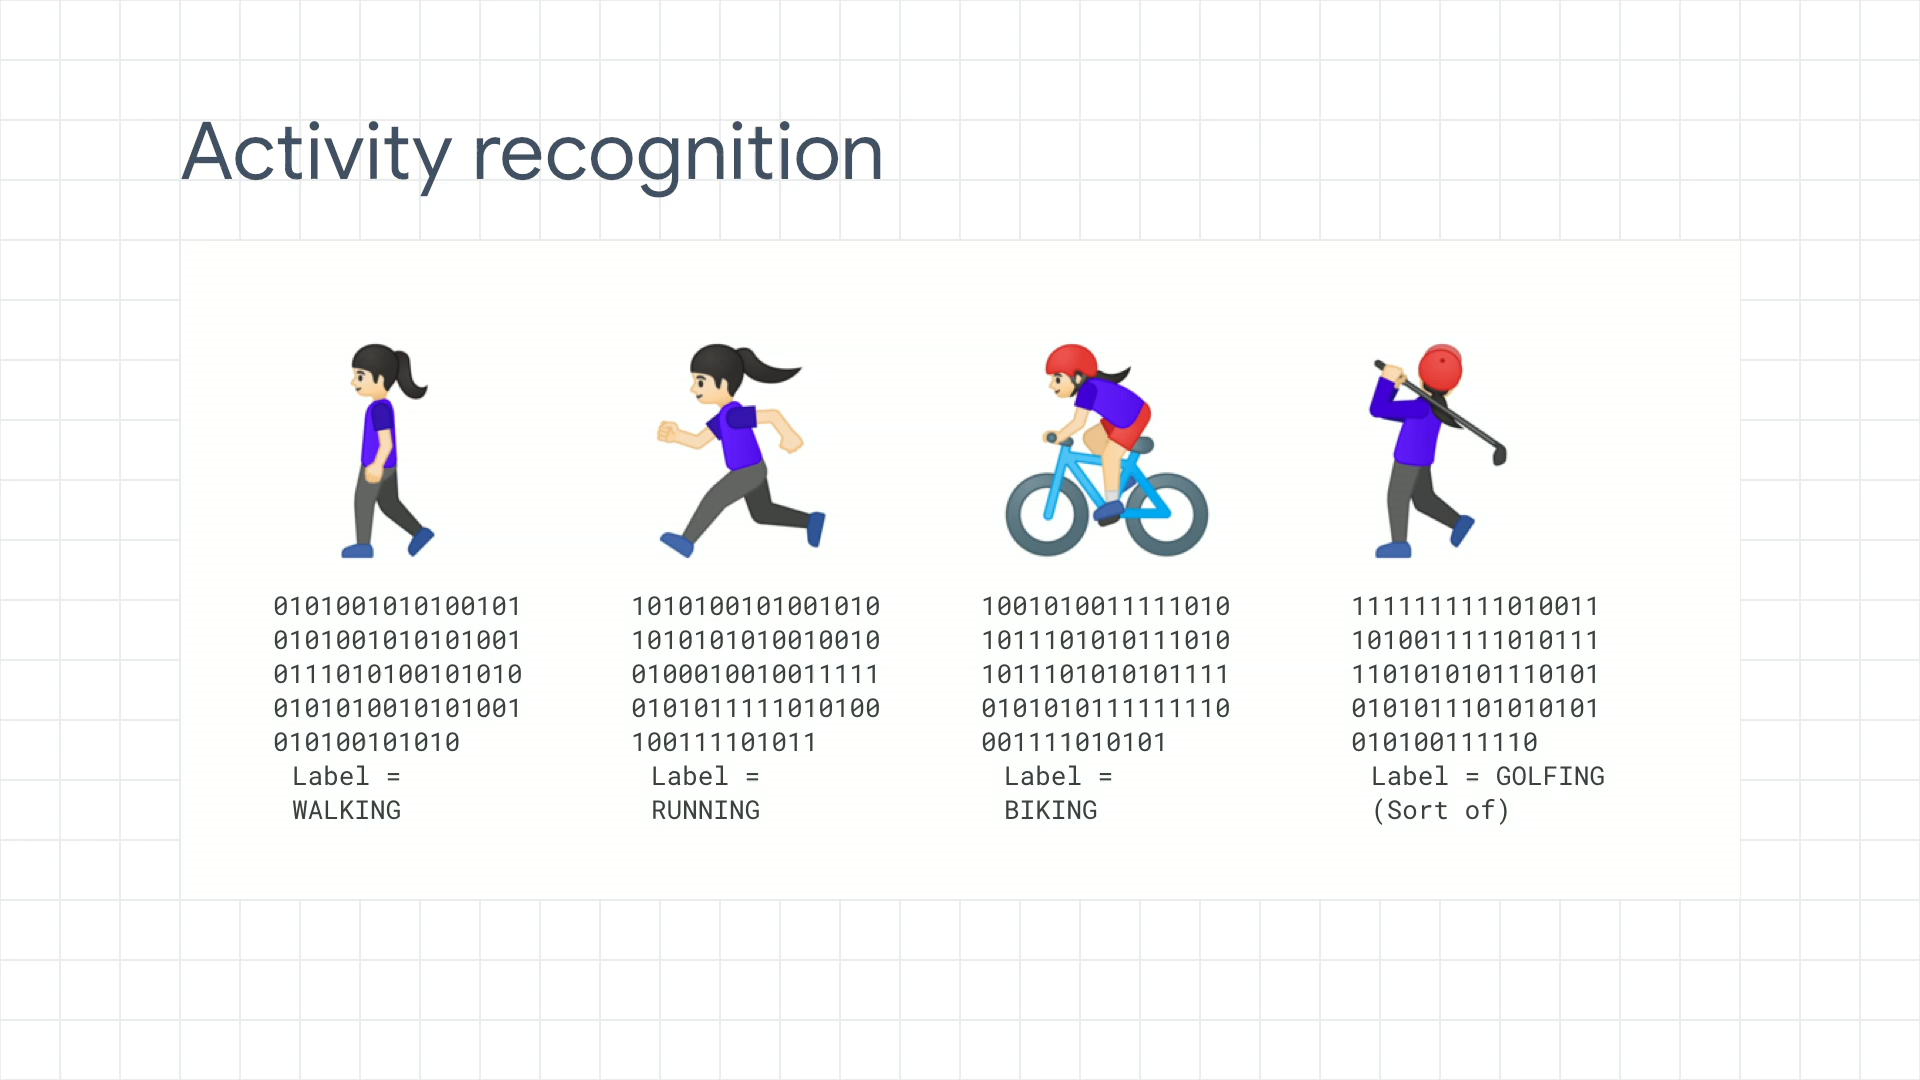 Activity recognition
0101001010100101
0101001010101001
0111010100101010
0101010010101001
010100101010
Label =
WALKING
1010100101001010
1010101010010010
0100010010011111
0101011111010100
100111101011
Label =
RUNNING
1001010011111010
1011101010111010
1011101010101111
0101010111111110
001111010101
Label =
BIKING
1111111111010011
1010011111010111
1101010101110101
0101011101010101
010100111110
Label = GOLFING
(Sort of)